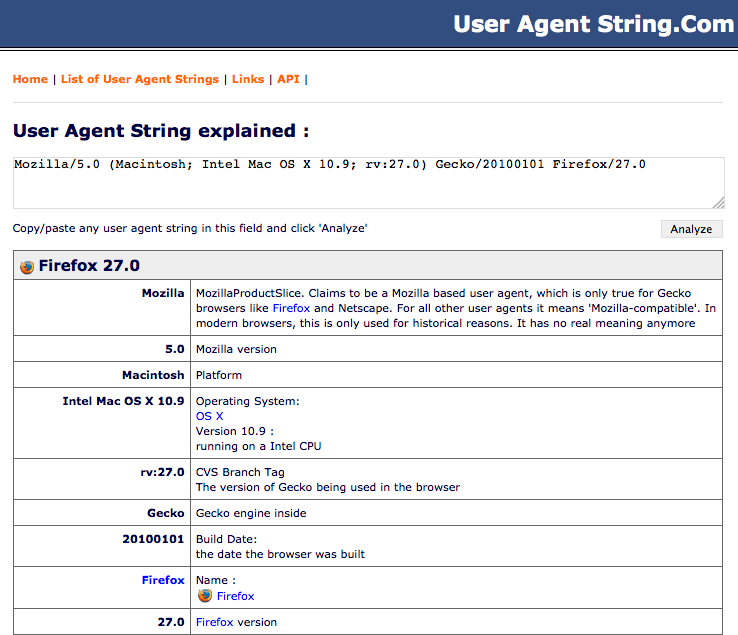 User Agent String.Com
Home | List of User Agent Strings | Links | API |
User Agent String explained :
Mozilla/5.0 (Macintosh; Intel Mac OS X 10.9; rv:27.0) Gecko/20100101 Firefox/27.0
Copy/paste any user agent string in this field and click 'Analyze'
Analyze
Firefox 27.0
Mozilla MozillaProductSlice. Claims to be a Mozilla based user agent, which is only true for Gecko
browsers like Firefox and Netscape. For all other user agents it means 'Mozilla-compatible'. In
modern browsers, this is only used for historical reasons. It has no real meaning anymore
5.0 Mozilla version
Macintosh Platform
Intel Mac OS X 10.9 Operating System:
OS X
Version 10.9 :
running on a Intel CPU
rv:27.0 CVS Branch Tag
The version of Gecko being used in the browser
Gecko Gecko engine inside
20100101 Build Date:
the date the browser was built
Firefox Name :
Firefox
27.0 Firefox version